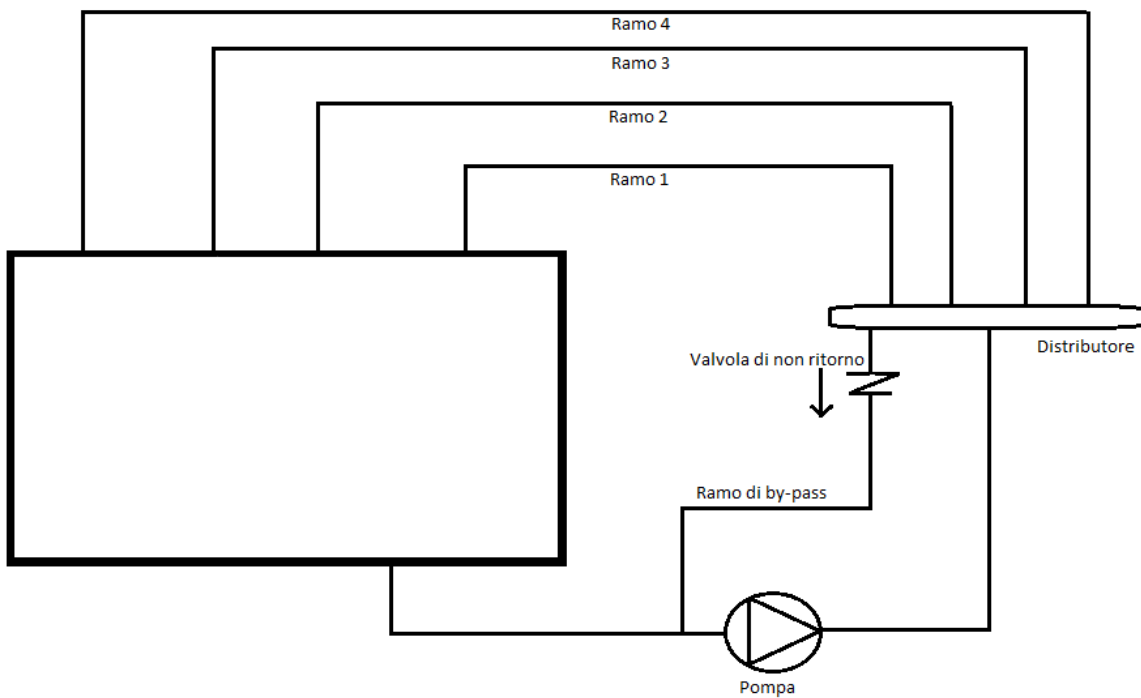 Ramo 4
Ramo 3
Ramo 2
Ramo 1
Distributore
Valvola di non ritorno
Ramo di by-pass
Pompa